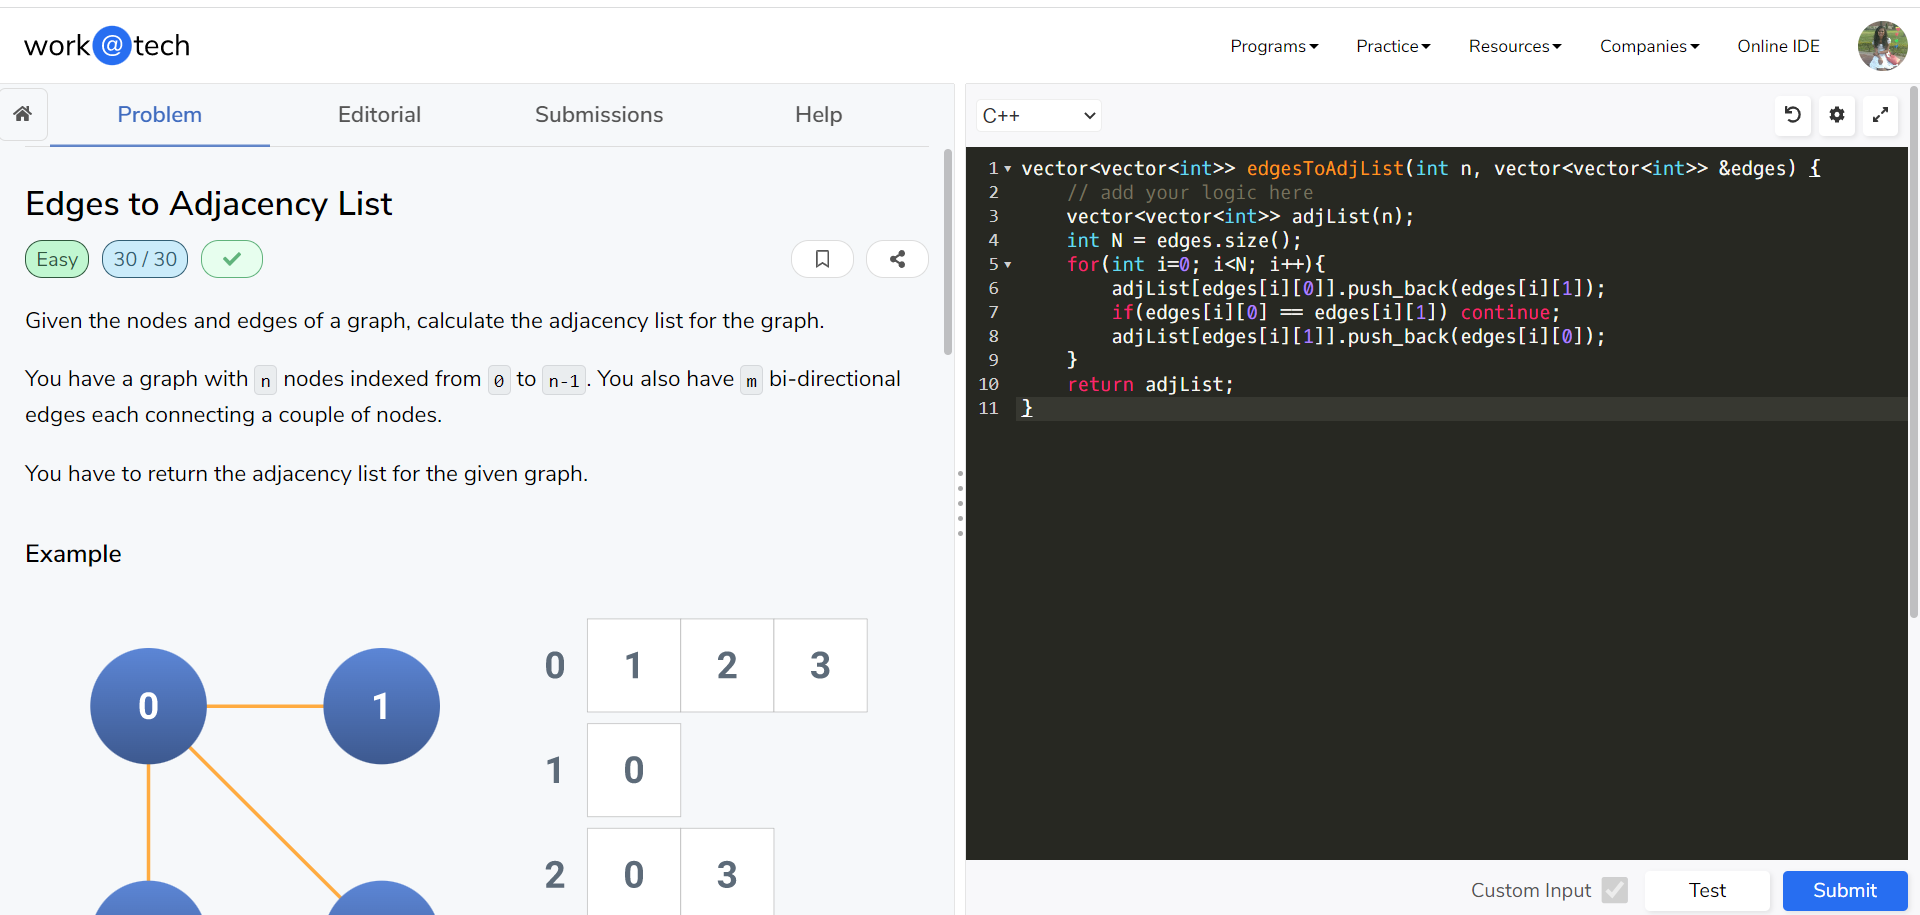 work@tech
Programs Practice Resources Companies Online IDE
Problem Editorial Submissions Help
Edges to Adjacency List
Easy 30 / 30
Given the nodes and edges of a graph, calculate the adjacency list for the graph.
You have a graph with n nodes indexed from 0 to n-1. You also have m bi-directional
edges each connecting a couple of nodes.
You have to return the adjacency list for the given graph.
Example
0 1
0 1 2 3
1 0
2 0 3
C++
1 vector<vector<int>> edgesToAdjList(int n, vector<vector<int>> &edges) {
2 // add your logic here
3 vector<vector<int>> adjList(n);
4 int N = edges.size();
5 for(int i=0; i<N; i++){
6 adjList[edges[i][0]].push_back(edges[i][1]);
7 if(edges[i][0] == edges[i][1]) continue;
8 adjList[edges[i][1]].push_back(edges[i][0]);
9 }
10 return adjList;
11 }
Custom Input Test Submit